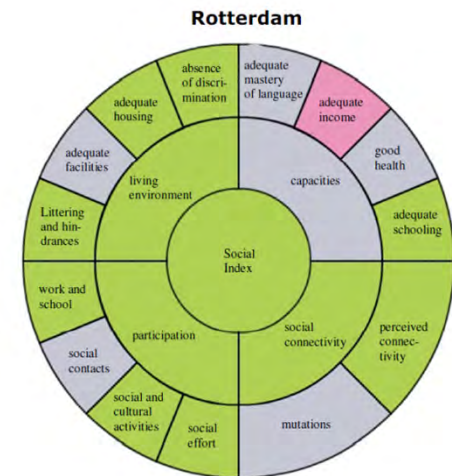 Rotterdam
absence
of discri-
mination
adequate
mastery
of language
adequate
income
adequate
housing
good
health
adequate
facilities
living
environment
capacities
adequate
schooling
Littering
and hin-
drances
Social
Index
work and
school
participation
social
connectivity
perceived
connec-
tivity
social
contacts
social and
cultural
activities
social
effort
mutations